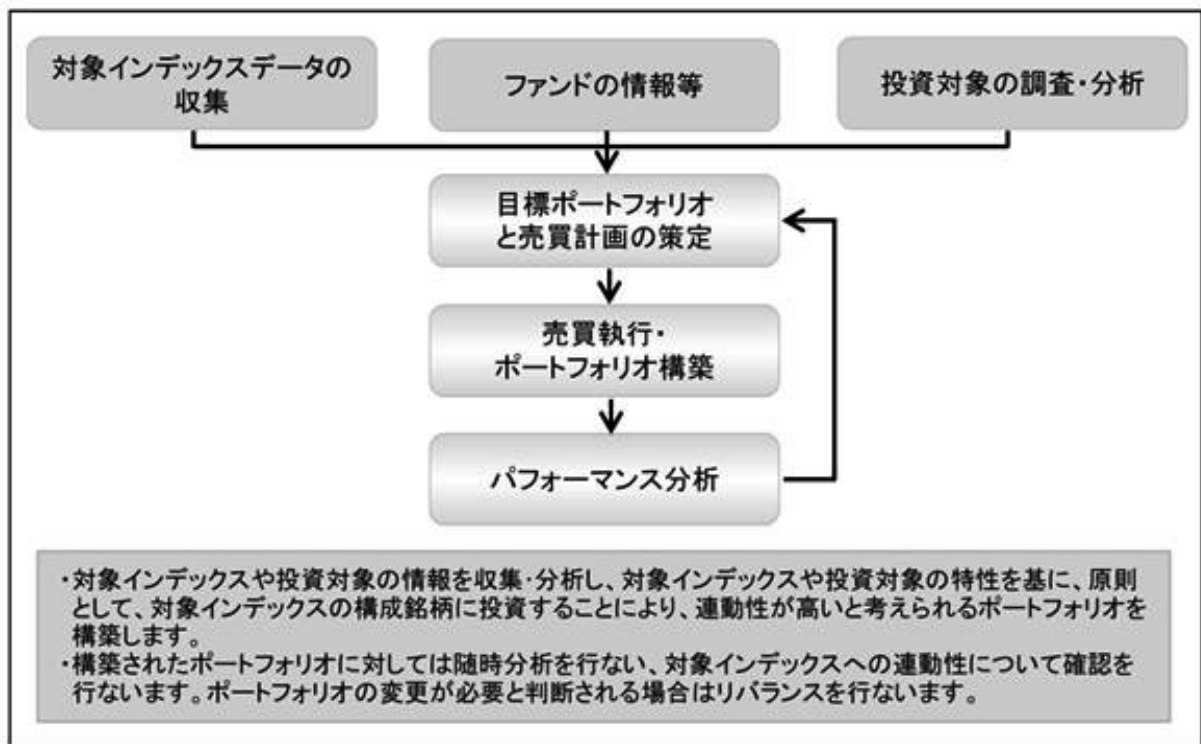 対象インデックスデータの
収集
ファンドの情報等
投資対象の調査・分析
目標ポートフォリオ
と売買計画の策定
売買執行・
ポートフォリオ構築
パフォーマンス分析
・対象インデックスや投資対象の情報を収集・分析し、対象インデックスや投資対象の特性を基に、原則
として、対象インデックスの構成銘柄に投資することにより、連動性が高いと考えられるポートフォリオを
構築します。
・構築されたポートフォリオに対しては随時分析を行ない、対象インデックスへの連動性について確認を
行ないます。ポートフォリオの変更が必要と判断される場合はリバランスを行ないます。